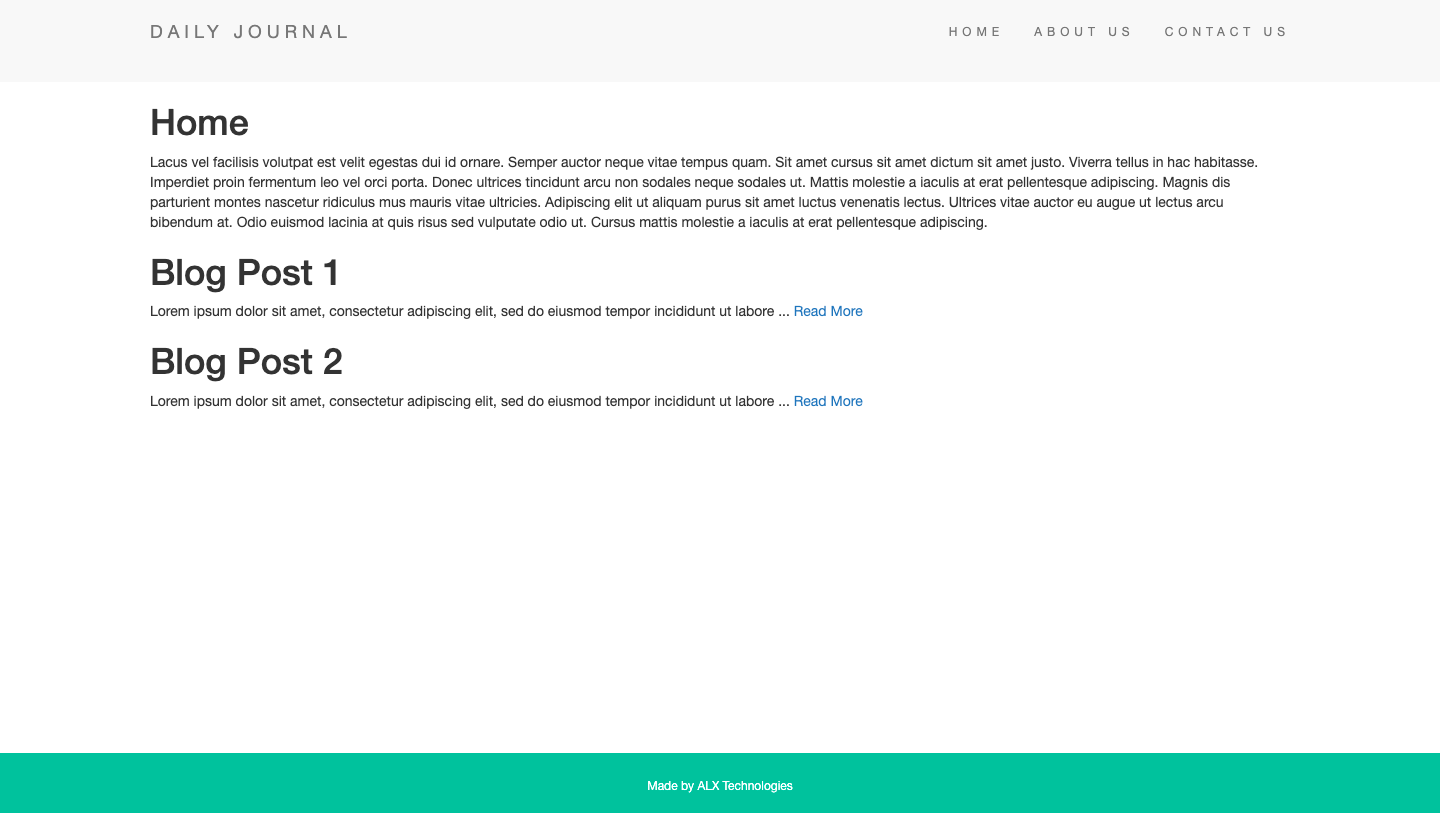 DAILY JOURNAL
HOME ABOUT US CONTACT US
Home
Lacus vel facilisis volutpat est velit egestas dui id ornare. Semper auctor neque vitae tempus quam. Sit amet cursus sit amet dictum sit amet justo. Viverra tellus in hac habitasse.
Imperdiet proin fermentum leo vel orci porta. Donec ultrices tincidunt arcu non sodales neque sodales ut. Mattis molestie a iaculis at erat pellentesque adipiscing. Magnis dis
parturient montes nascetur ridiculus mus mauris vitae ultricies. Adipiscing elit ut aliquam purus sit amet luctus venenatis lectus. Ultrices vitae auctor eu augue ut lectus arcu
bibendum at. Odio euismod lacinia at quis risus sed vulputate odio ut. Cursus mattis molestie a iaculis at erat pellentesque adipiscing.
Blog Post 1
Lorem ipsum dolor sit amet, consectetur adipiscing elit, sed do eiusmod tempor incididunt ut labore ... Read More
Blog Post 2
Lorem ipsum dolor sit amet, consectetur adipiscing elit, sed do eiusmod tempor incididunt ut labore ... Read More
Made by ALX Technologies